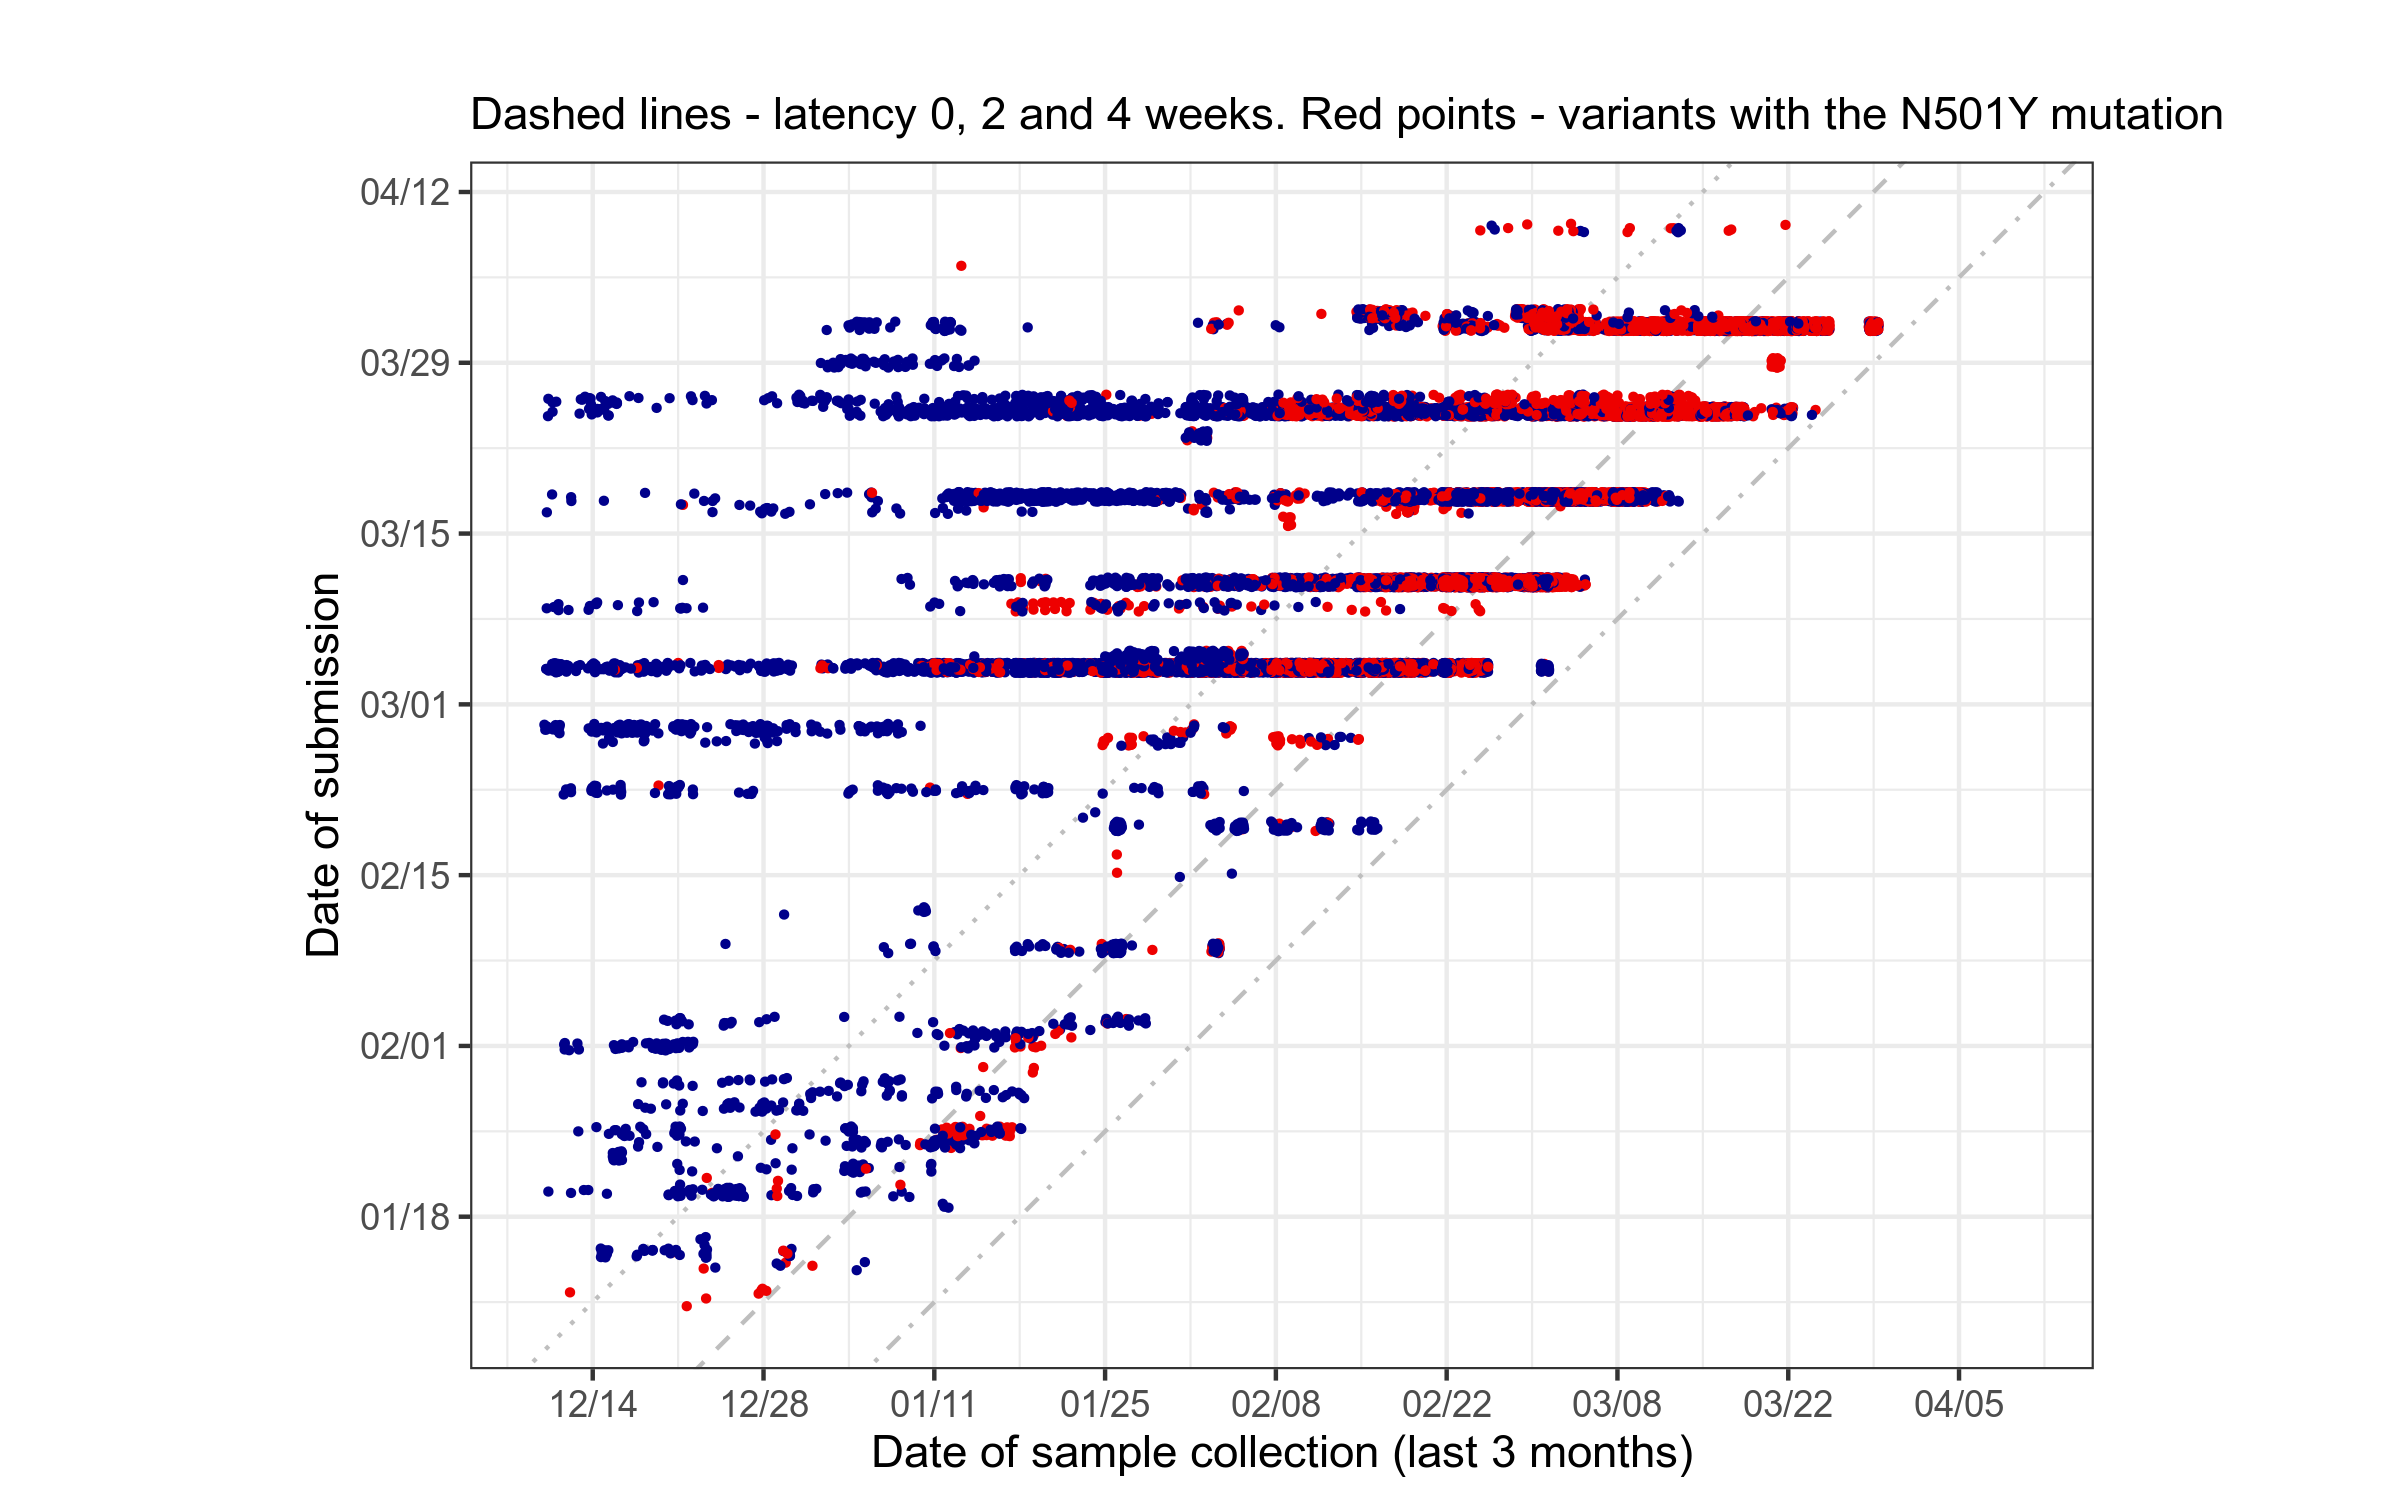 Dashed lines - latency 0, 2 and 4 weeks. Red points - variants with the N501Y mutation
04/12
03/29
03/15
03/01
02/15
02/01
01/18
Date of submission
12/14 12/28 01/11 01/25 02/08 02/22 03/08 03/22 04/05
Date of sample collection (last 3 months)